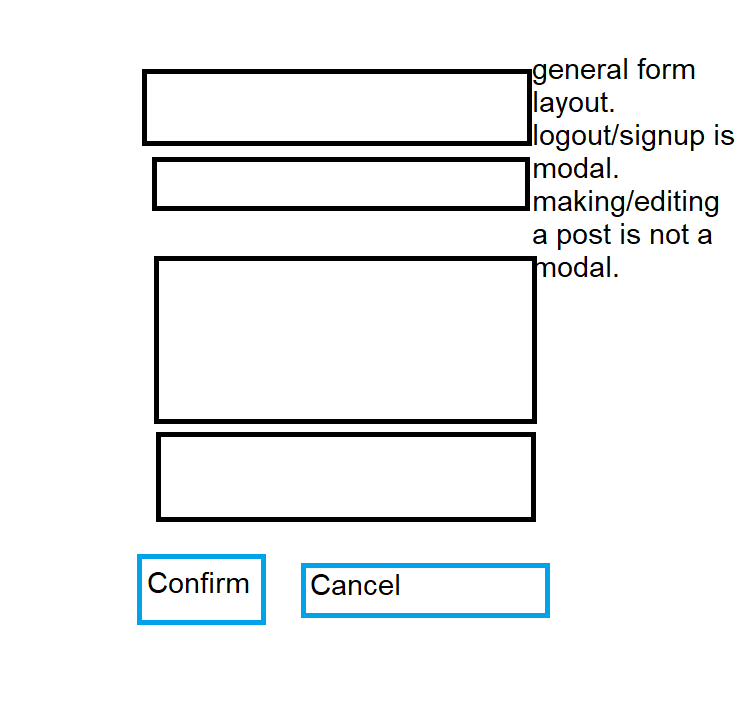 general form
layout.
logout/signup is
modal.
making/editing
a post is not a
modal.
Confirm
Cancel